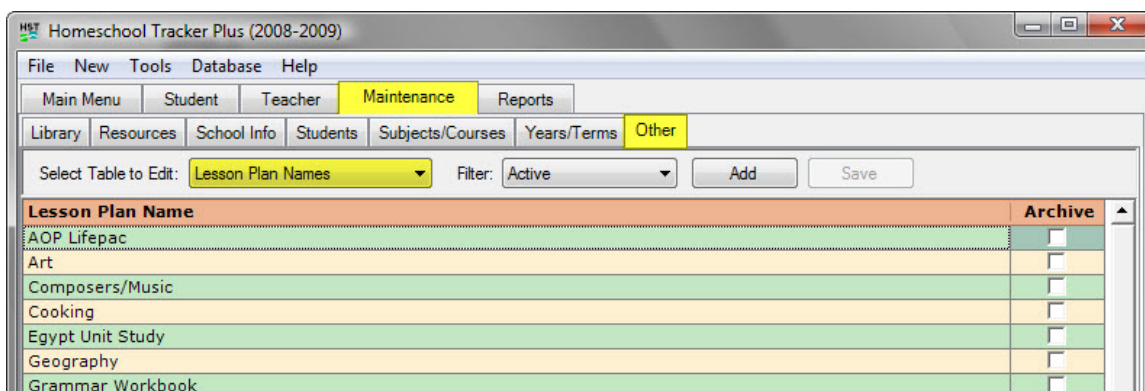 HST Homeschool Tracker Plus (2008-2009)
File New Tools Database Help
Main Menu Student Teacher Maintenance Reports
Library Resources School Info Students Subjects/Courses Years/Terms Other
Select Table to Edit: Lesson Plan Names Filter: Active Add Save
Lesson Plan Name Archive
AOP Lifepac
Art
Composers/Music
Cooking
Egypt Unit Study
Geography
Grammar Workbook